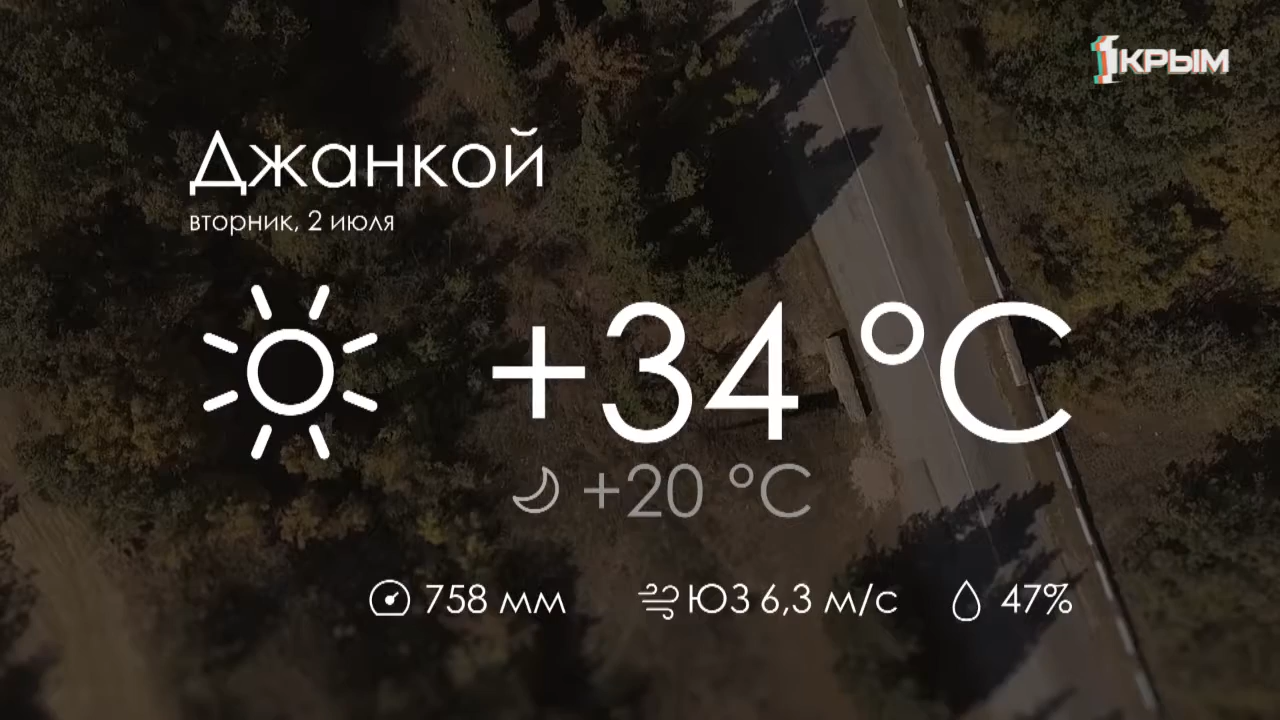 1КРЫМ
Джанкой
вторник, 2 июля
+34 °C
+20 °C
758 мм ЮЗ 6,3 м/с 47%